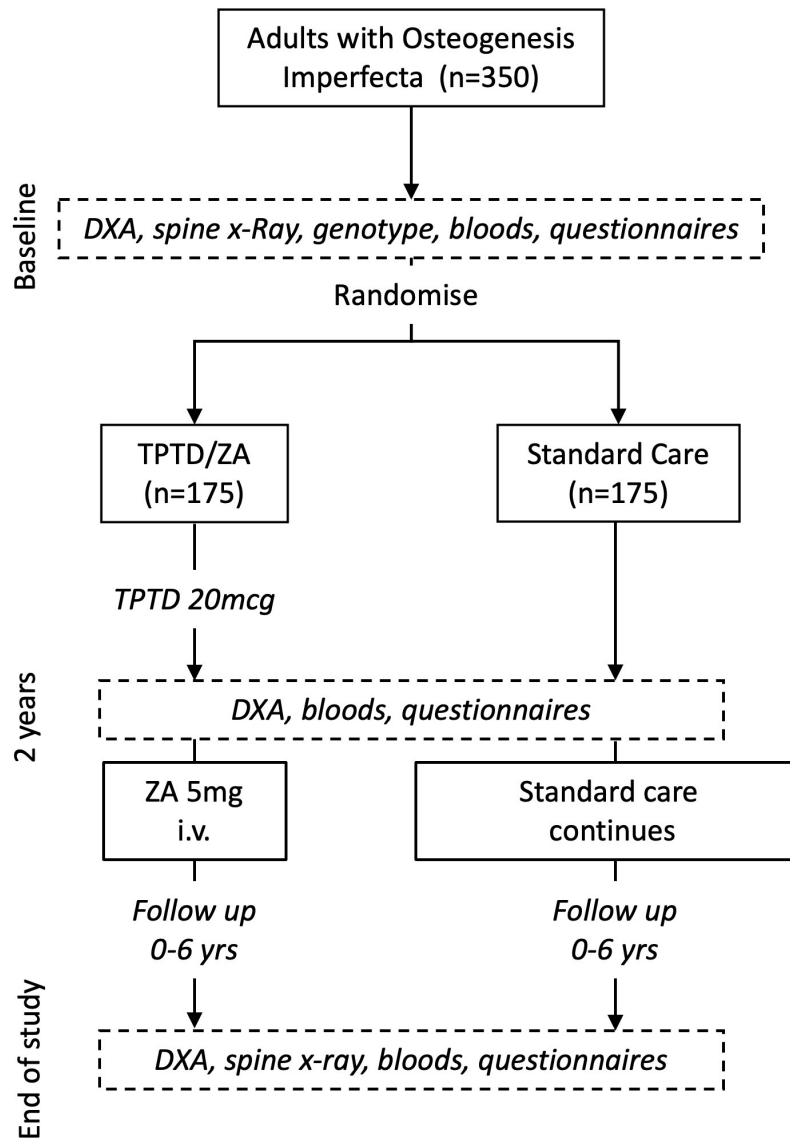 Adults with Osteogenesis
Imperfecta (n=350)
Baseline
DXA, spine x-Ray, genotype, bloods, questionnaires
Randomise
TPTD/ZA
(n=175)
Standard Care
(n=175)
TPTD 20mcg
2 years
DXA, bloods, questionnaires
ZA 5mg
i.v.
Standard care
continues
Follow up
0-6 yrs
Follow up
0-6 yrs
End of study
DXA, spine x-ray, bloods, questionnaires